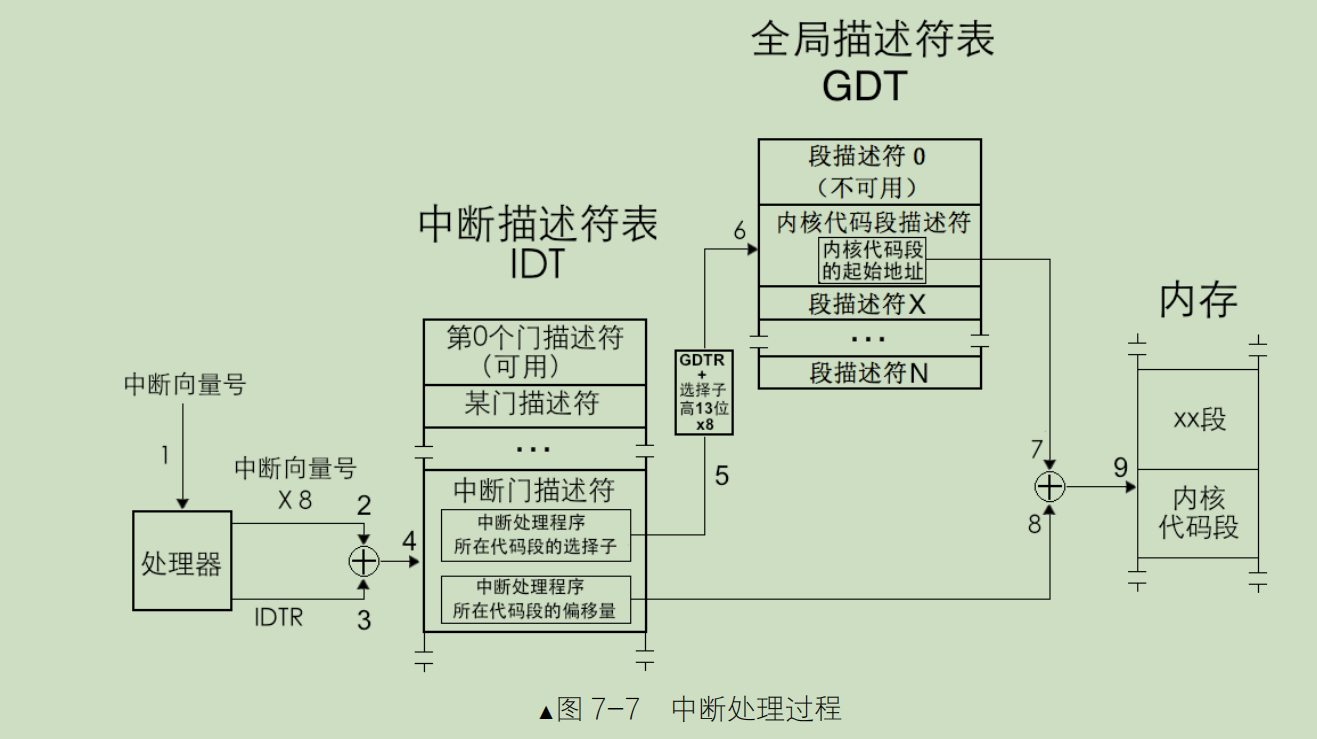 全局描述符表
GDT
段描述符 0
（不可用）
内核代码段描述符
内核代码段
的起始地址
段描述符X
...
段描述符N
中断描述符表
IDT
第0个门描述符
（可用）
某门描述符
...
中断门描述符
中断处理程序
所在代码段的选择子
中断处理程序
所在代码段的偏移量
中断向量号
1
处理器
中断向量号
X 8
2
IDTR
3
4
5
GDTR
+
选择子
高13位
x8
6
7
8
9
内存
xx段
内核
代码段
▲图 7-7 中断处理过程